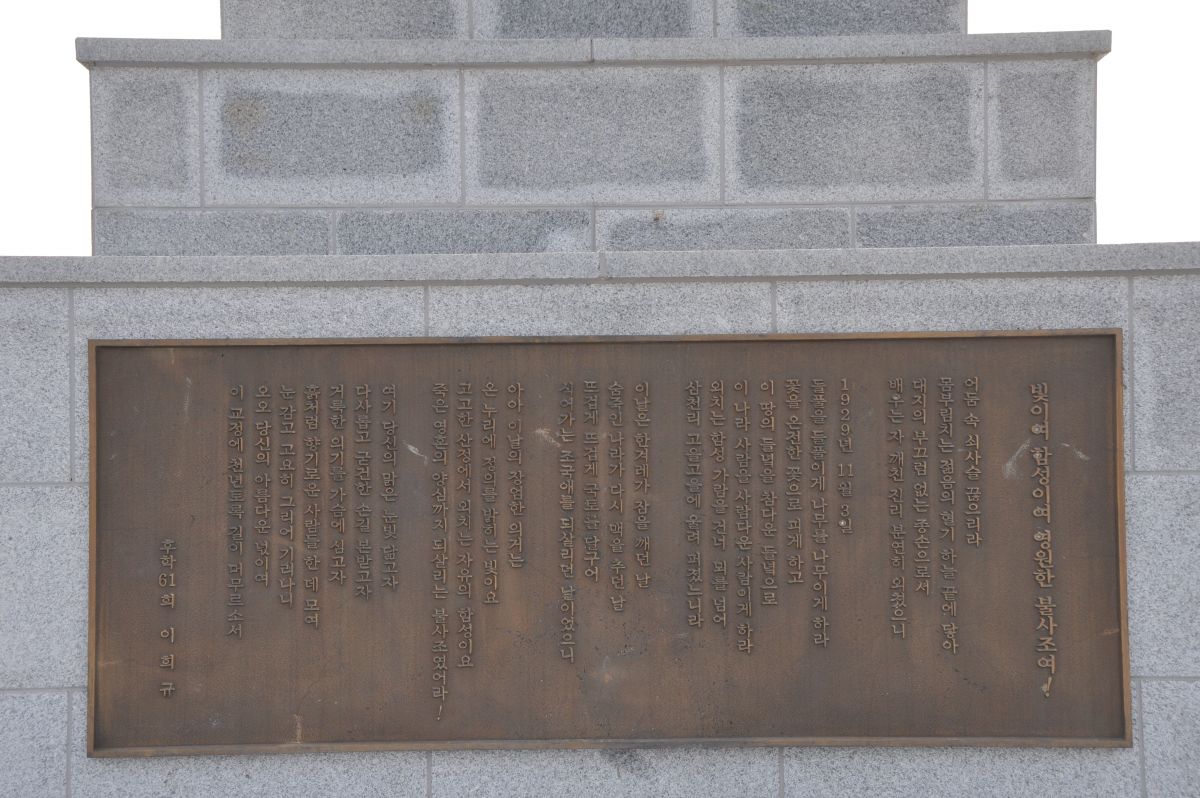 빛이여 함성이여 영원한 불사조여!
어둠 속 쇠사슬 끊으리라
몸부림치는 젊음의 혈기 하늘 끝에 닿아
대지의 부끄럼 없는 종손으로서
배우는 자 깨친 진리 분연히 외쳤으니
1929년 11월 3일
들풀을 들풀이게 나무를 나무이게 하라
꽃을 온전한 꽃으로 피게 하고
이 땅의 들녘을 참다운 들녘으로
이 나라 사람을 사람다운 사람이게 하라
외치는 함성 가람을 건너 뫼를 넘어
삼천리 고을고을에 울려 퍼졌느니라
이날은 한겨레가 잠을 깨던 날
숨죽인 나라가 다시 맥을 추던 날
뜨겁게 뜨겁게 국토를 달구어
식어가는 조국애를 되살리던 날이었으니
아아 이날의 장엄한 의거는
온 누리에 정의를 밝히는 빛이요
고고한 산정에서 외치는 자유의 함성이요
죽은 영혼의 양심까지 되살리는 불사조였어라!
여기 당신의 맑은 눈빛 닮고자
다사롭고 굳건한 손길 본받고자
거룩한 의기를 가슴에 심고자
흙처럼 향기로운 사람들 한 데 모여
눈 감고 고요히 그리어 기리나니
오오 당신의 아름다운 넋이여
이 교정에 천년토록 길이 머무르소서
후학61회 이 희 규